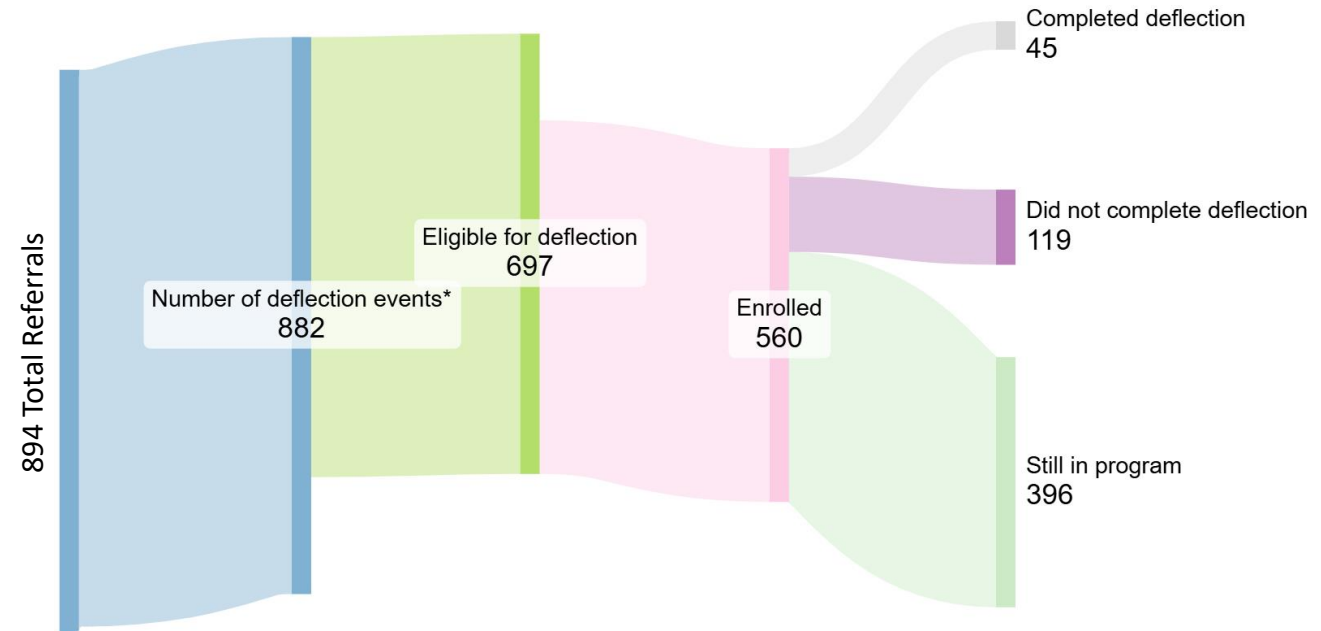 894 Total Referrals
Number of deflection events*
882
Eligible for deflection
697
Enrolled
560
Completed deflection
45
Did not complete deflection
119
Still in program
396